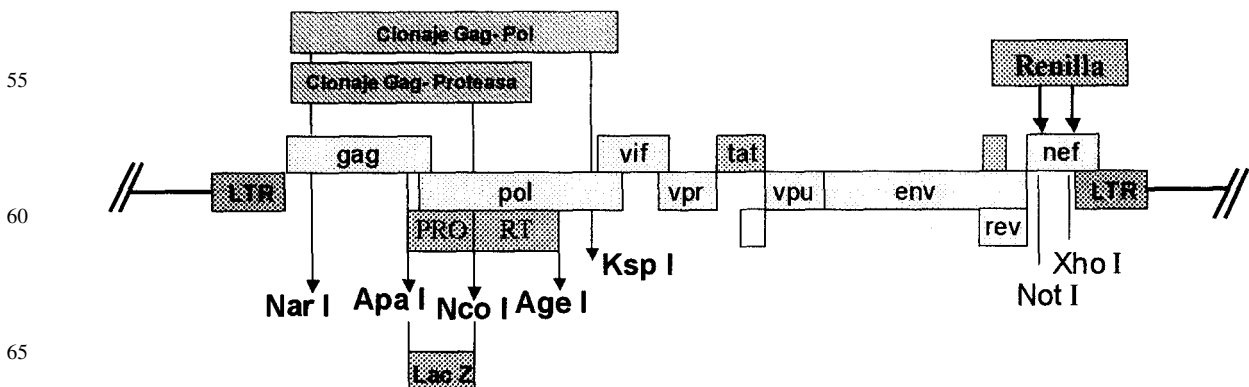 Clonaje Gag- Pol
55
Renilla
Clonaje Gag- Proteasa
gag
vif
tat
nef
LTR
pol
vpr
vpu
env
LTR
60
PRO
RT
rev
Ksp I
Xho I
Nar I
Apa I
Nco I
Age I
Not I
65
Lac Z